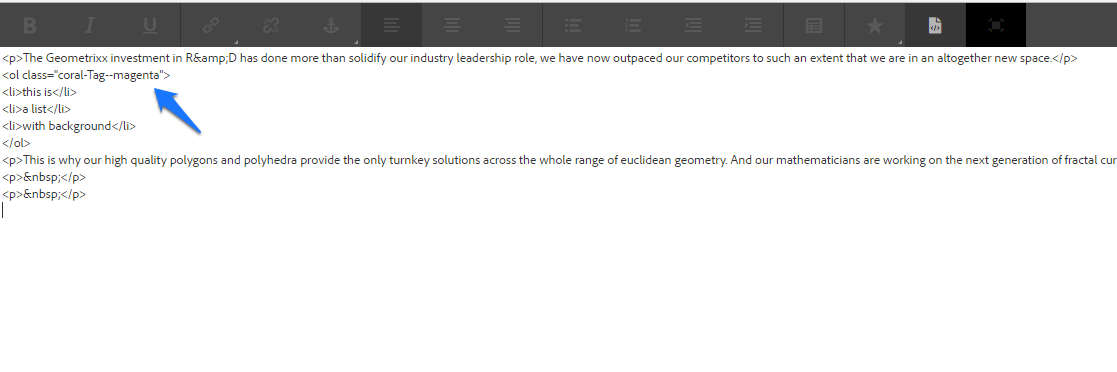 B I U
<p>The Geometrixx investment in R&amp;D has done more than solidify our industry leadership role, we have now outpaced our competitors to such an extent that we are in an altogether new space.</p>
<ol class="coral-Tag--magenta">
<li>this is</li>
<li>a list</li>
<li>with background</li>
</ol>
<p>This is why our high quality polygons and polyhedra provide the only turnkey solutions across the whole range of euclidean geometry. And our mathematicians are working on the next generation of fractal cur
<p>&nbsp;</p>
<p>&nbsp;</p>